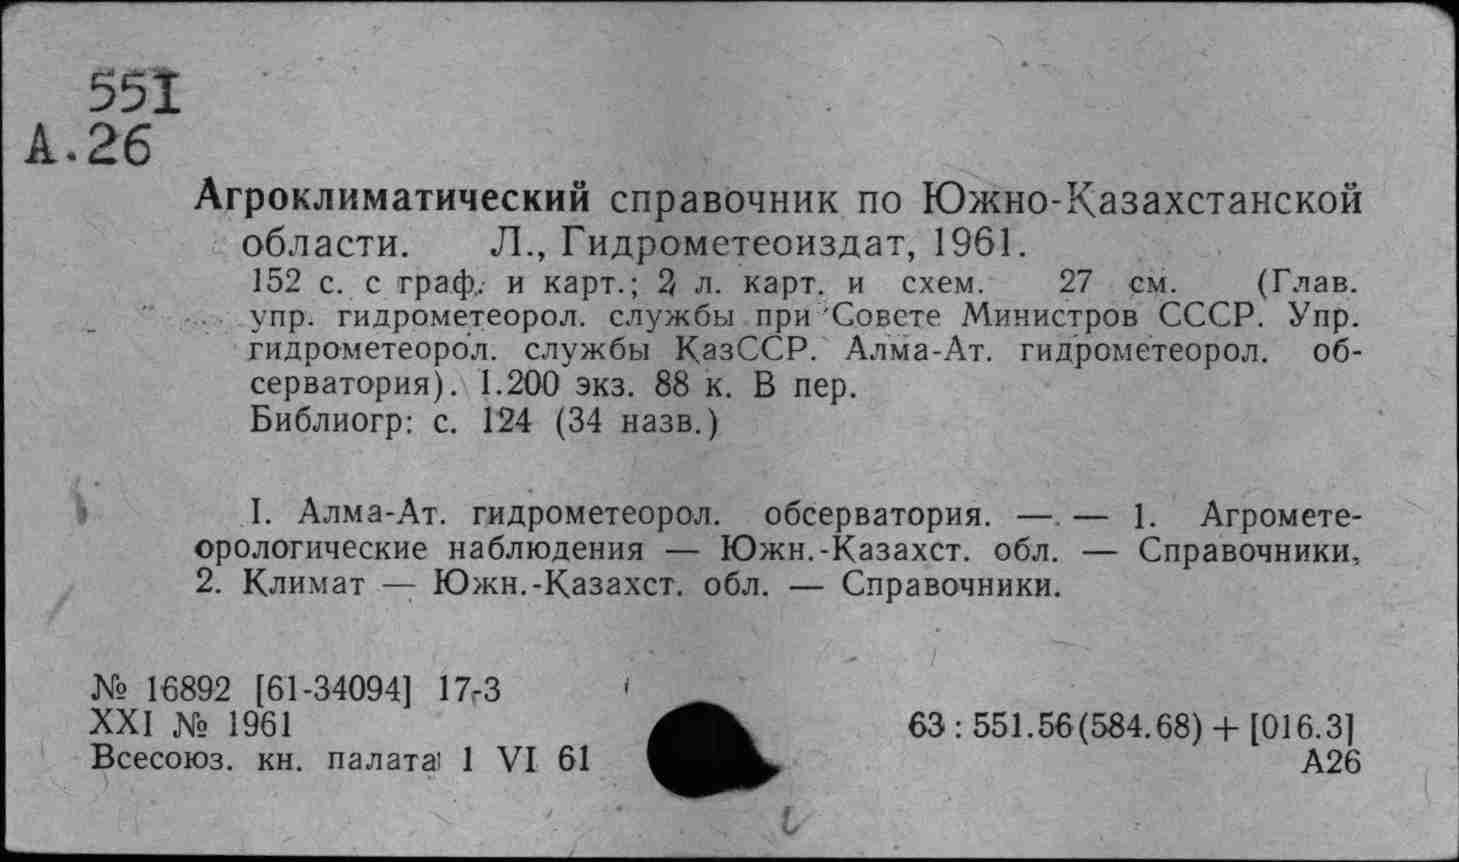 551
А.26
Агроклиматический справочник по Южно-Казахстанской
области. Л., Гидрометеоиздат, 1961.
152 с. с граф. и карт.; 2 л. карт. и схем. 27 см. (Глав.
упр. гидрометеорол. службы при Совете Министров СССР. Упр.
гидрометеорол. службы КазССР. Алма-Ат. гидрометеорол. об-
серватория). 1.200 экз. 88 к. В пер.
Библиогр: с. 124 (34 назв.)
I. Алма-Ат. гидрометеорол. обсерватория. — — 1. Агромете-
орологические наблюдения — Южн.-Казахст. обл. — Справочники,
2. Климат — Южн.-Казахст. обл. — Справочники.
№ 16892 [61-34094] 17-3
XXI № 1961
Всесоюз. кн. палата 1 VI 61
63 : 551.56(584.68) + [016.3]
А26